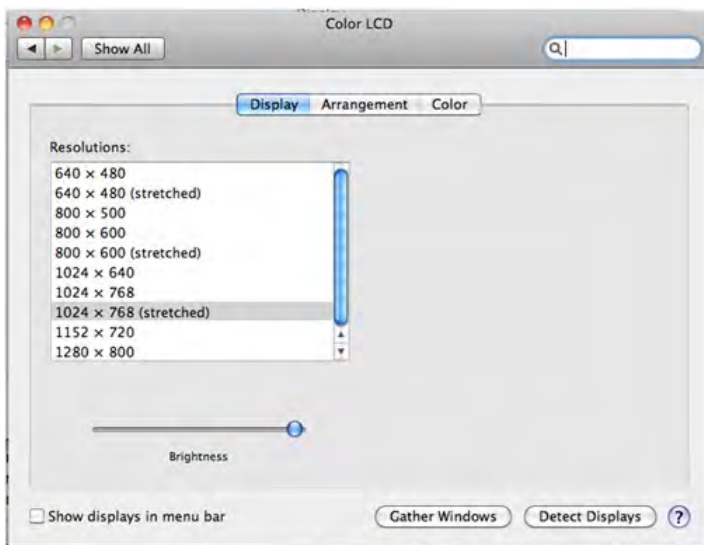 Color LCD
Show All
Display Arrangement Color
Resolutions:
640 × 480
640 × 480 (stretched)
800 × 500
800 × 600
800 × 600 (stretched)
1024 × 640
1024 × 768
1024 × 768 (stretched)
1152 × 720
1280 × 800
Brightness
Show displays in menu bar Gather Windows Detect Displays ?